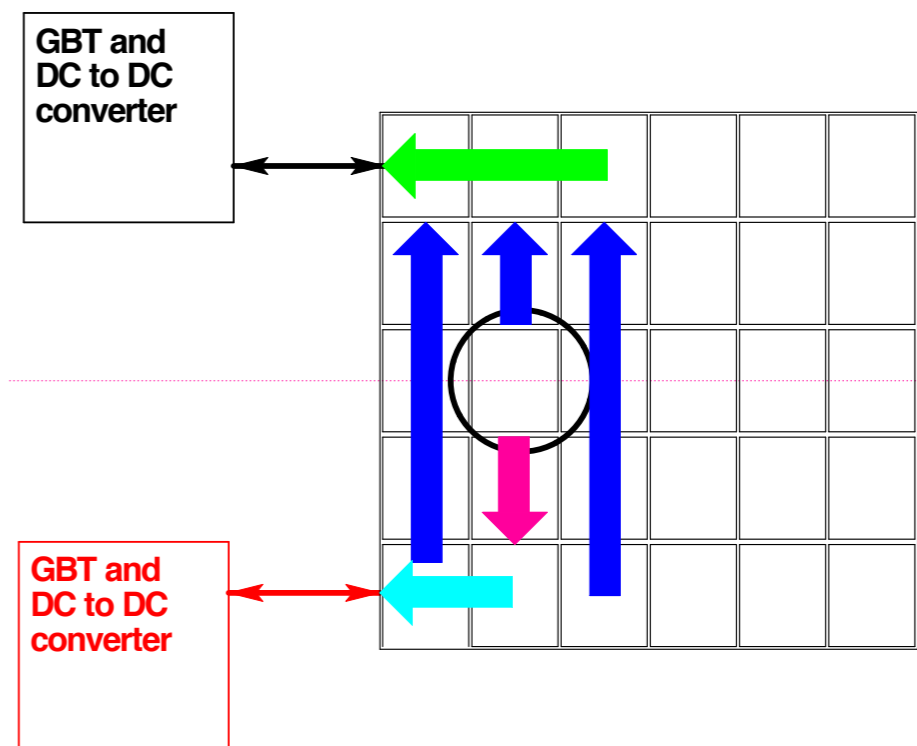 GBT and
DC to DC
converter
GBT and
DC to DC
converter